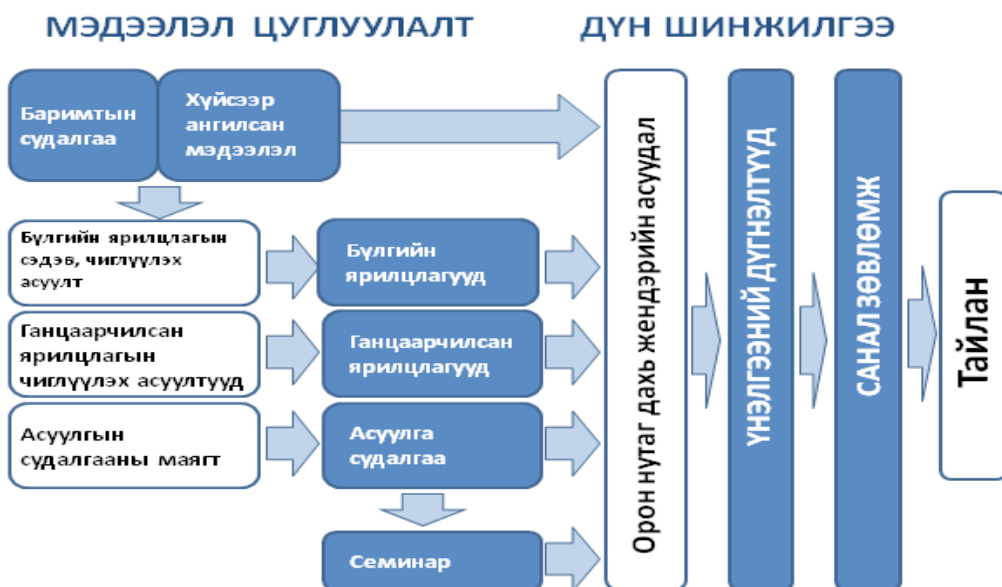 МЭДЭЭЛЭЛ ЦУГЛУУЛАЛТ
ДҮН ШИНЖИЛГЭЭ
Баримтын
судалгаа
Хүйсээр
ангилсан
мэдээлэл
Бүлгийн ярилцлагын
сэдэв, чиглүүлэх
асуулт
Бүлгийн
ярилцлагууд
Ганцаарчилсан
ярилцлагын
чиглүүлэх асуултууд
Ганцаарчилсан
ярилцлагууд
Асуулгын
судалгааны маягт
Асуулга
судалгаа
Семинар
Орон нутаг дахь жендэрийн асуудал
ҮНЭЛГЭЭНИЙ ДҮГНЭЛТҮҮД
САНАЛ ЗӨВЛӨМЖ
Тайлан